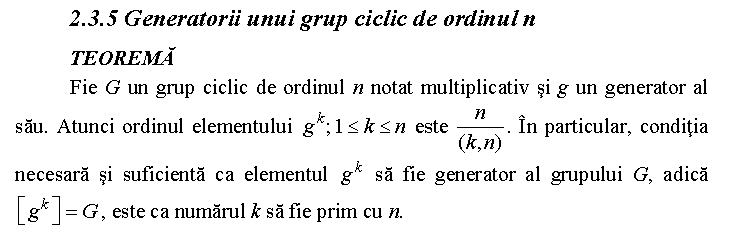 2.3.5 Generatorii unui grup ciclic de ordinul n
TEOREMĂ
Fie G un grup ciclic de ordinul n notat multiplicativ şi g un generator al
său. Atunci ordinul elementului g^k; 1 ≤ k ≤ n este n/(k,n). În particular, condiţia
necesară şi suficientă ca elementul g^k să fie generator al grupului G, adică
[g^k] = G, este ca numărul k să fie prim cu n.